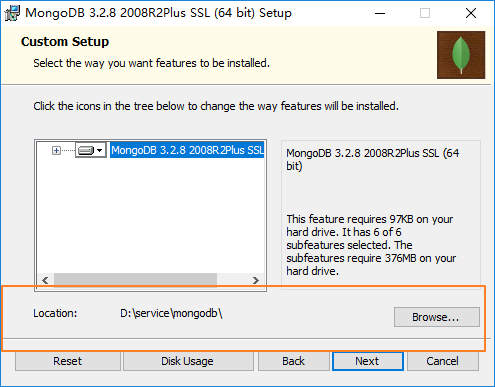 MongoDB 3.2.8 2008R2Plus SSL (64 bit) Setup
Custom Setup
Select the way you want features to be installed.
Click the icons in the tree below to change the way features will be installed.
MongoDB 3.2.8 2008R2Plus SSL
MongoDB 3.2.8 2008R2Plus SSL (64
bit)
This feature requires 97KB on your
hard drive. It has 6 of 6
subfeatures selected. The
subfeatures require 376MB on your
hard drive.
Location: D:\service\mongodb\
Browse...
Reset Disk Usage Back Next Cancel